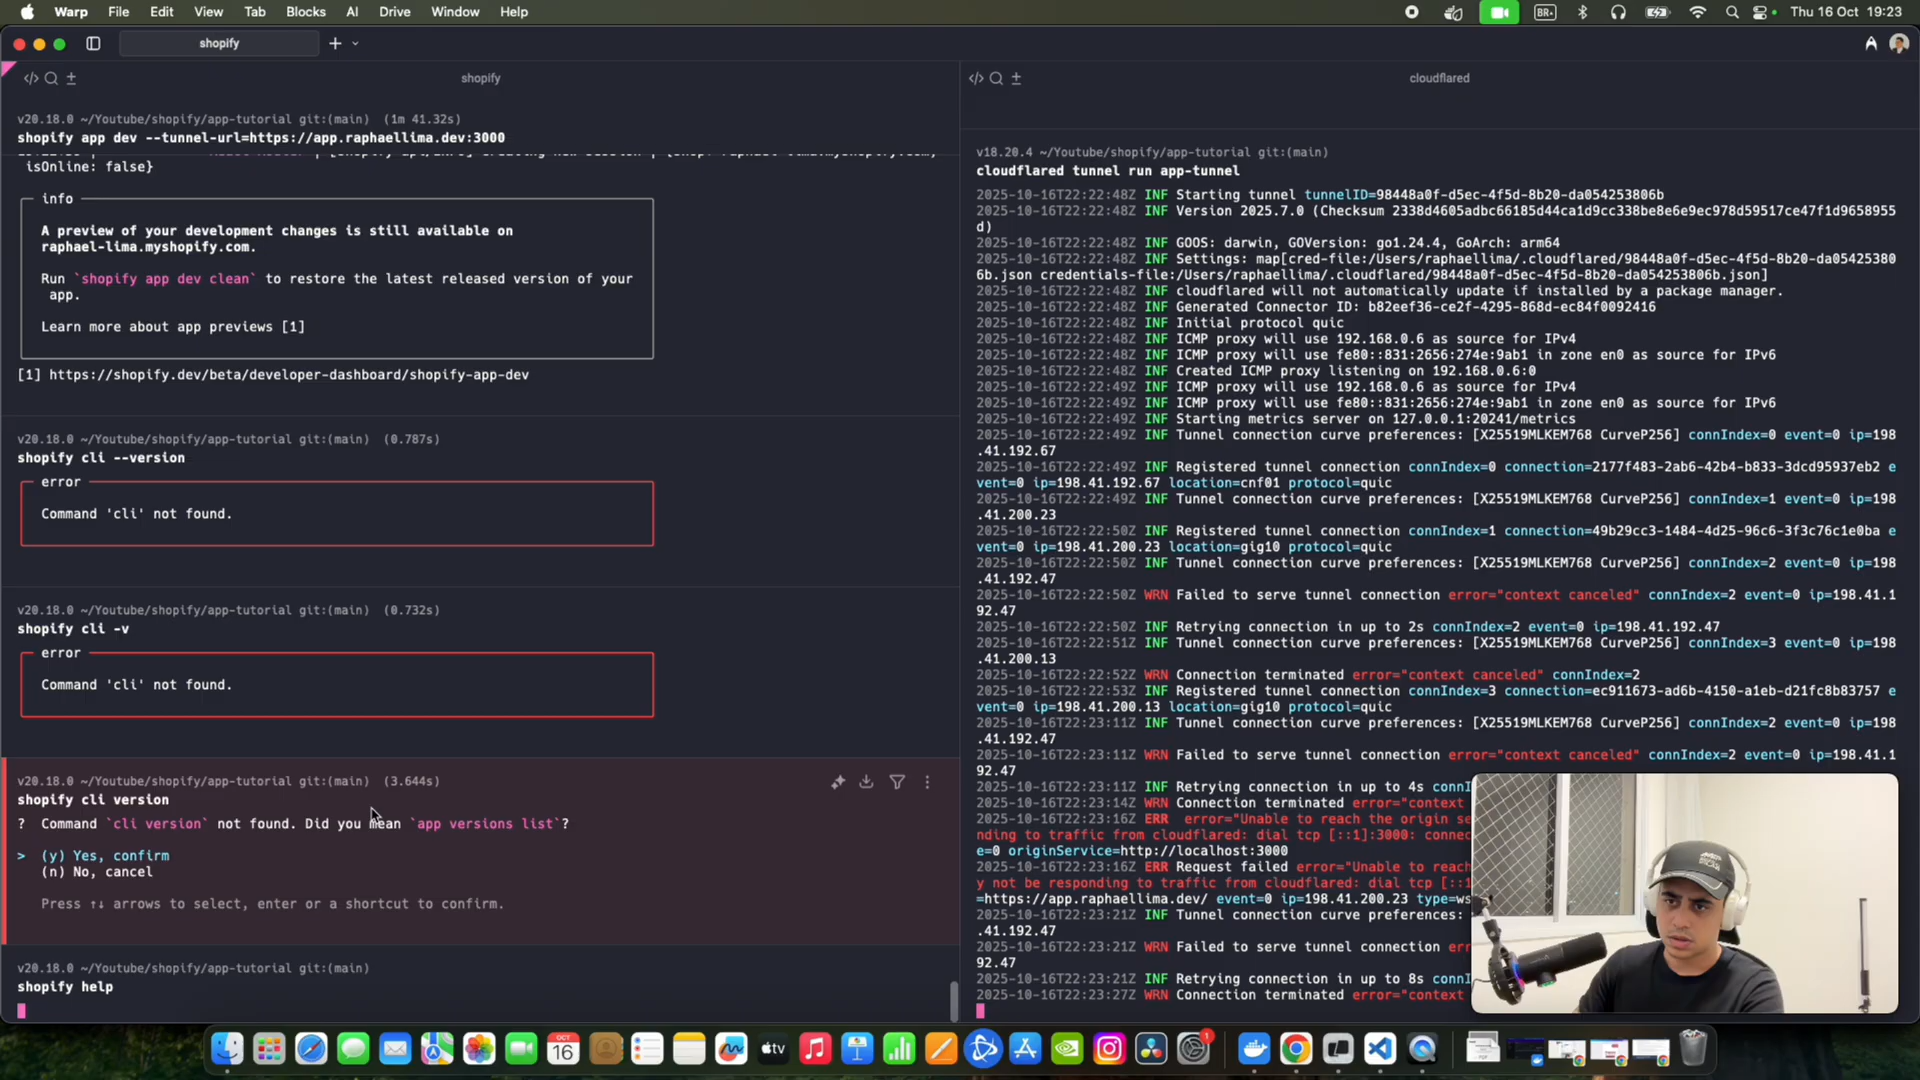 Warp File Edit View Tab Blocks AI Drive Window Help
BR
Thu 16 Oct 19:23
shopify
shopify
v20.18.0 ~/Youtube/shopify/app-tutorial git:(main) (1m 41.32s)
shopify app dev --tunnel-url=https://app.raphaellima.dev:3000
isOnline: false}
info
A preview of your development changes is still available on
raphael-lima.myshopify.com.
Run `shopify app dev clean` to restore the latest released version of your
app.
Learn more about app previews [1]
[1] https://shopify.dev/beta/developer-dashboard/shopify-app-dev
v20.18.0 ~/Youtube/shopify/app-tutorial git:(main) (0.787s)
shopify cli --version
error
Command 'cli' not found.
v20.18.0 ~/Youtube/shopify/app-tutorial git:(main) (0.732s)
shopify cli -v
error
Command 'cli' not found.
v20.18.0 ~/Youtube/shopify/app-tutorial git:(main) (3.644s)
shopify cli version
? Command `cli version` not found. Did you mean `app versions list`?
> (y) Yes, confirm
(n) No, cancel
Press ↑↓ arrows to select, enter or a shortcut to confirm.
v20.18.0 ~/Youtube/shopify/app-tutorial git:(main)
shopify help
cloudflared
v18.20.4 ~/Youtube/shopify/app-tutorial git:(main)
cloudflared tunnel run app-tunnel
2025-10-16T22:22:48Z INF Starting tunnel tunnelID=98448a0f-d5ec-4f5d-8b20-da054253806b
2025-10-16T22:22:48Z INF Version 2025.7.0 (Checksum 2338d4605adbc66185d44ca1d9cc338be8e6e9ec978d59517ce47f1d9658955
d)
2025-10-16T22:22:48Z INF GOOS: darwin, GOVersion: go1.24.4, GoArch: arm64
2025-10-16T22:22:48Z INF Settings: map[cred-file:/Users/raphaellima/.cloudflared/98448a0f-d5ec-4f5d-8b20-da05425380
6b.json credentials-file:/Users/raphaellima/.cloudflared/98448a0f-d5ec-4f5d-8b20-da054253806b.json]
2025-10-16T22:22:48Z INF cloudflared will not automatically update if installed by a package manager.
2025-10-16T22:22:48Z INF Generated Connector ID: b82eef36-ce2f-4295-868d-ec84f0092416
2025-10-16T22:22:48Z INF Initial protocol quic
2025-10-16T22:22:48Z INF ICMP proxy will use 192.168.0.6 as source for IPv4
2025-10-16T22:22:48Z INF ICMP proxy will use fe80::831:2656:274e:9ab1 in zone en0 as source for IPv6
2025-10-16T22:22:48Z INF Created ICMP proxy listening on 192.168.0.6:0
2025-10-16T22:22:49Z INF ICMP proxy will use 192.168.0.6 as source for IPv4
2025-10-16T22:22:49Z INF ICMP proxy will use fe80::831:2656:274e:9ab1 in zone en0 as source for IPv6
2025-10-16T22:22:49Z INF Starting metrics server on 127.0.0.1:20241/metrics
2025-10-16T22:22:49Z INF Tunnel connection curve preferences: [X25519MLKEM768 CurveP256] connIndex=0 event=0 ip=198
.41.192.67
2025-10-16T22:22:49Z INF Registered tunnel connection connIndex=0 connection=2177f483-2ab6-42b4-b833-3dcd95937eb2 e
vent=0 ip=198.41.192.67 location=cnf01 protocol=quic
2025-10-16T22:22:49Z INF Tunnel connection curve preferences: [X25519MLKEM768 CurveP256] connIndex=1 event=0 ip=198
.41.200.23
2025-10-16T22:22:50Z INF Registered tunnel connection connIndex=1 connection=49b29cc3-1484-4d25-96c6-3f3c76c1e0ba e
vent=0 ip=198.41.200.23 location=gig10 protocol=quic
2025-10-16T22:22:50Z INF Tunnel connection curve preferences: [X25519MLKEM768 CurveP256] connIndex=2 event=0 ip=198
.41.192.47
2025-10-16T22:22:50Z WRN Failed to serve tunnel connection error="context canceled" connIndex=2 event=0 ip=198.41.1
92.47
2025-10-16T22:22:50Z INF Retrying connection in up to 2s connIndex=2 event=0 ip=198.41.192.47
2025-10-16T22:22:51Z INF Tunnel connection curve preferences: [X25519MLKEM768 CurveP256] connIndex=3 event=0 ip=198
.41.200.13
2025-10-16T22:22:52Z WRN Connection terminated error="context canceled" connIndex=2
2025-10-16T22:22:53Z INF Registered tunnel connection connIndex=3 connection=ec911673-ad6b-4150-a1eb-d21fc8b83757 e
vent=0 ip=198.41.200.13 location=gig10 protocol=quic
2025-10-16T22:23:11Z INF Tunnel connection curve preferences: [X25519MLKEM768 CurveP256] connIndex=2 event=0 ip=198
.41.192.47
2025-10-16T22:23:11Z WRN Failed to serve tunnel connection error="context canceled" connIndex=2 event=0 ip=198.41.1
92.47
2025-10-16T22:23:11Z INF Retrying connection in up to 4s connI
2025-10-16T22:23:14Z WRN Connection terminated error="context
2025-10-16T22:23:16Z ERR error="Unable to reach the origin se
nding to traffic from cloudflared: dial tcp [::1]:3000: connec
e=0 originService=http://localhost:3000
2025-10-16T22:23:16Z ERR Request failed error="Unable to reach
y not be responding to traffic from cloudflared: dial tcp [::1
=https://app.raphaellima.dev/ event=0 ip=198.41.200.23 type=ws
2025-10-16T22:23:21Z INF Tunnel connection curve preferences:
.41.192.47
2025-10-16T22:23:21Z WRN Failed to serve tunnel connection err
92.47
2025-10-16T22:23:21Z INF Retrying connection in up to 8s connI
2025-10-16T22:23:27Z WRN Connection terminated error="context
OCT
16
tv
1